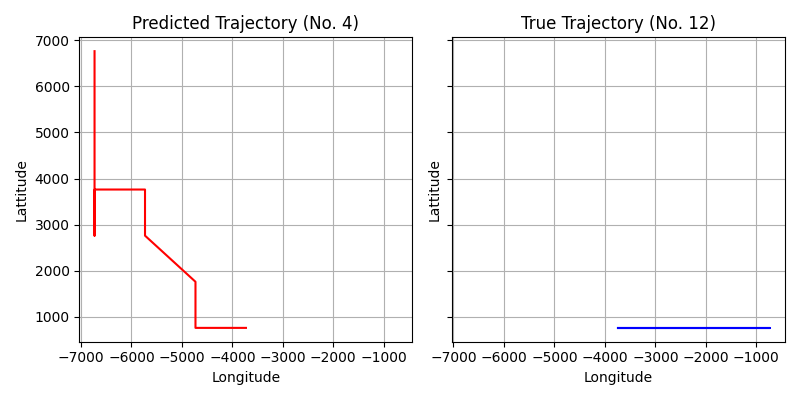 Predicted Trajectory (No. 4)
True Trajectory (No. 12)
7000
6000
5000
4000
3000
2000
1000
Lattitude
Lattitude
−7000 −6000 −5000 −4000 −3000 −2000 −1000
−7000 −6000 −5000 −4000 −3000 −2000 −1000
Longitude
Longitude